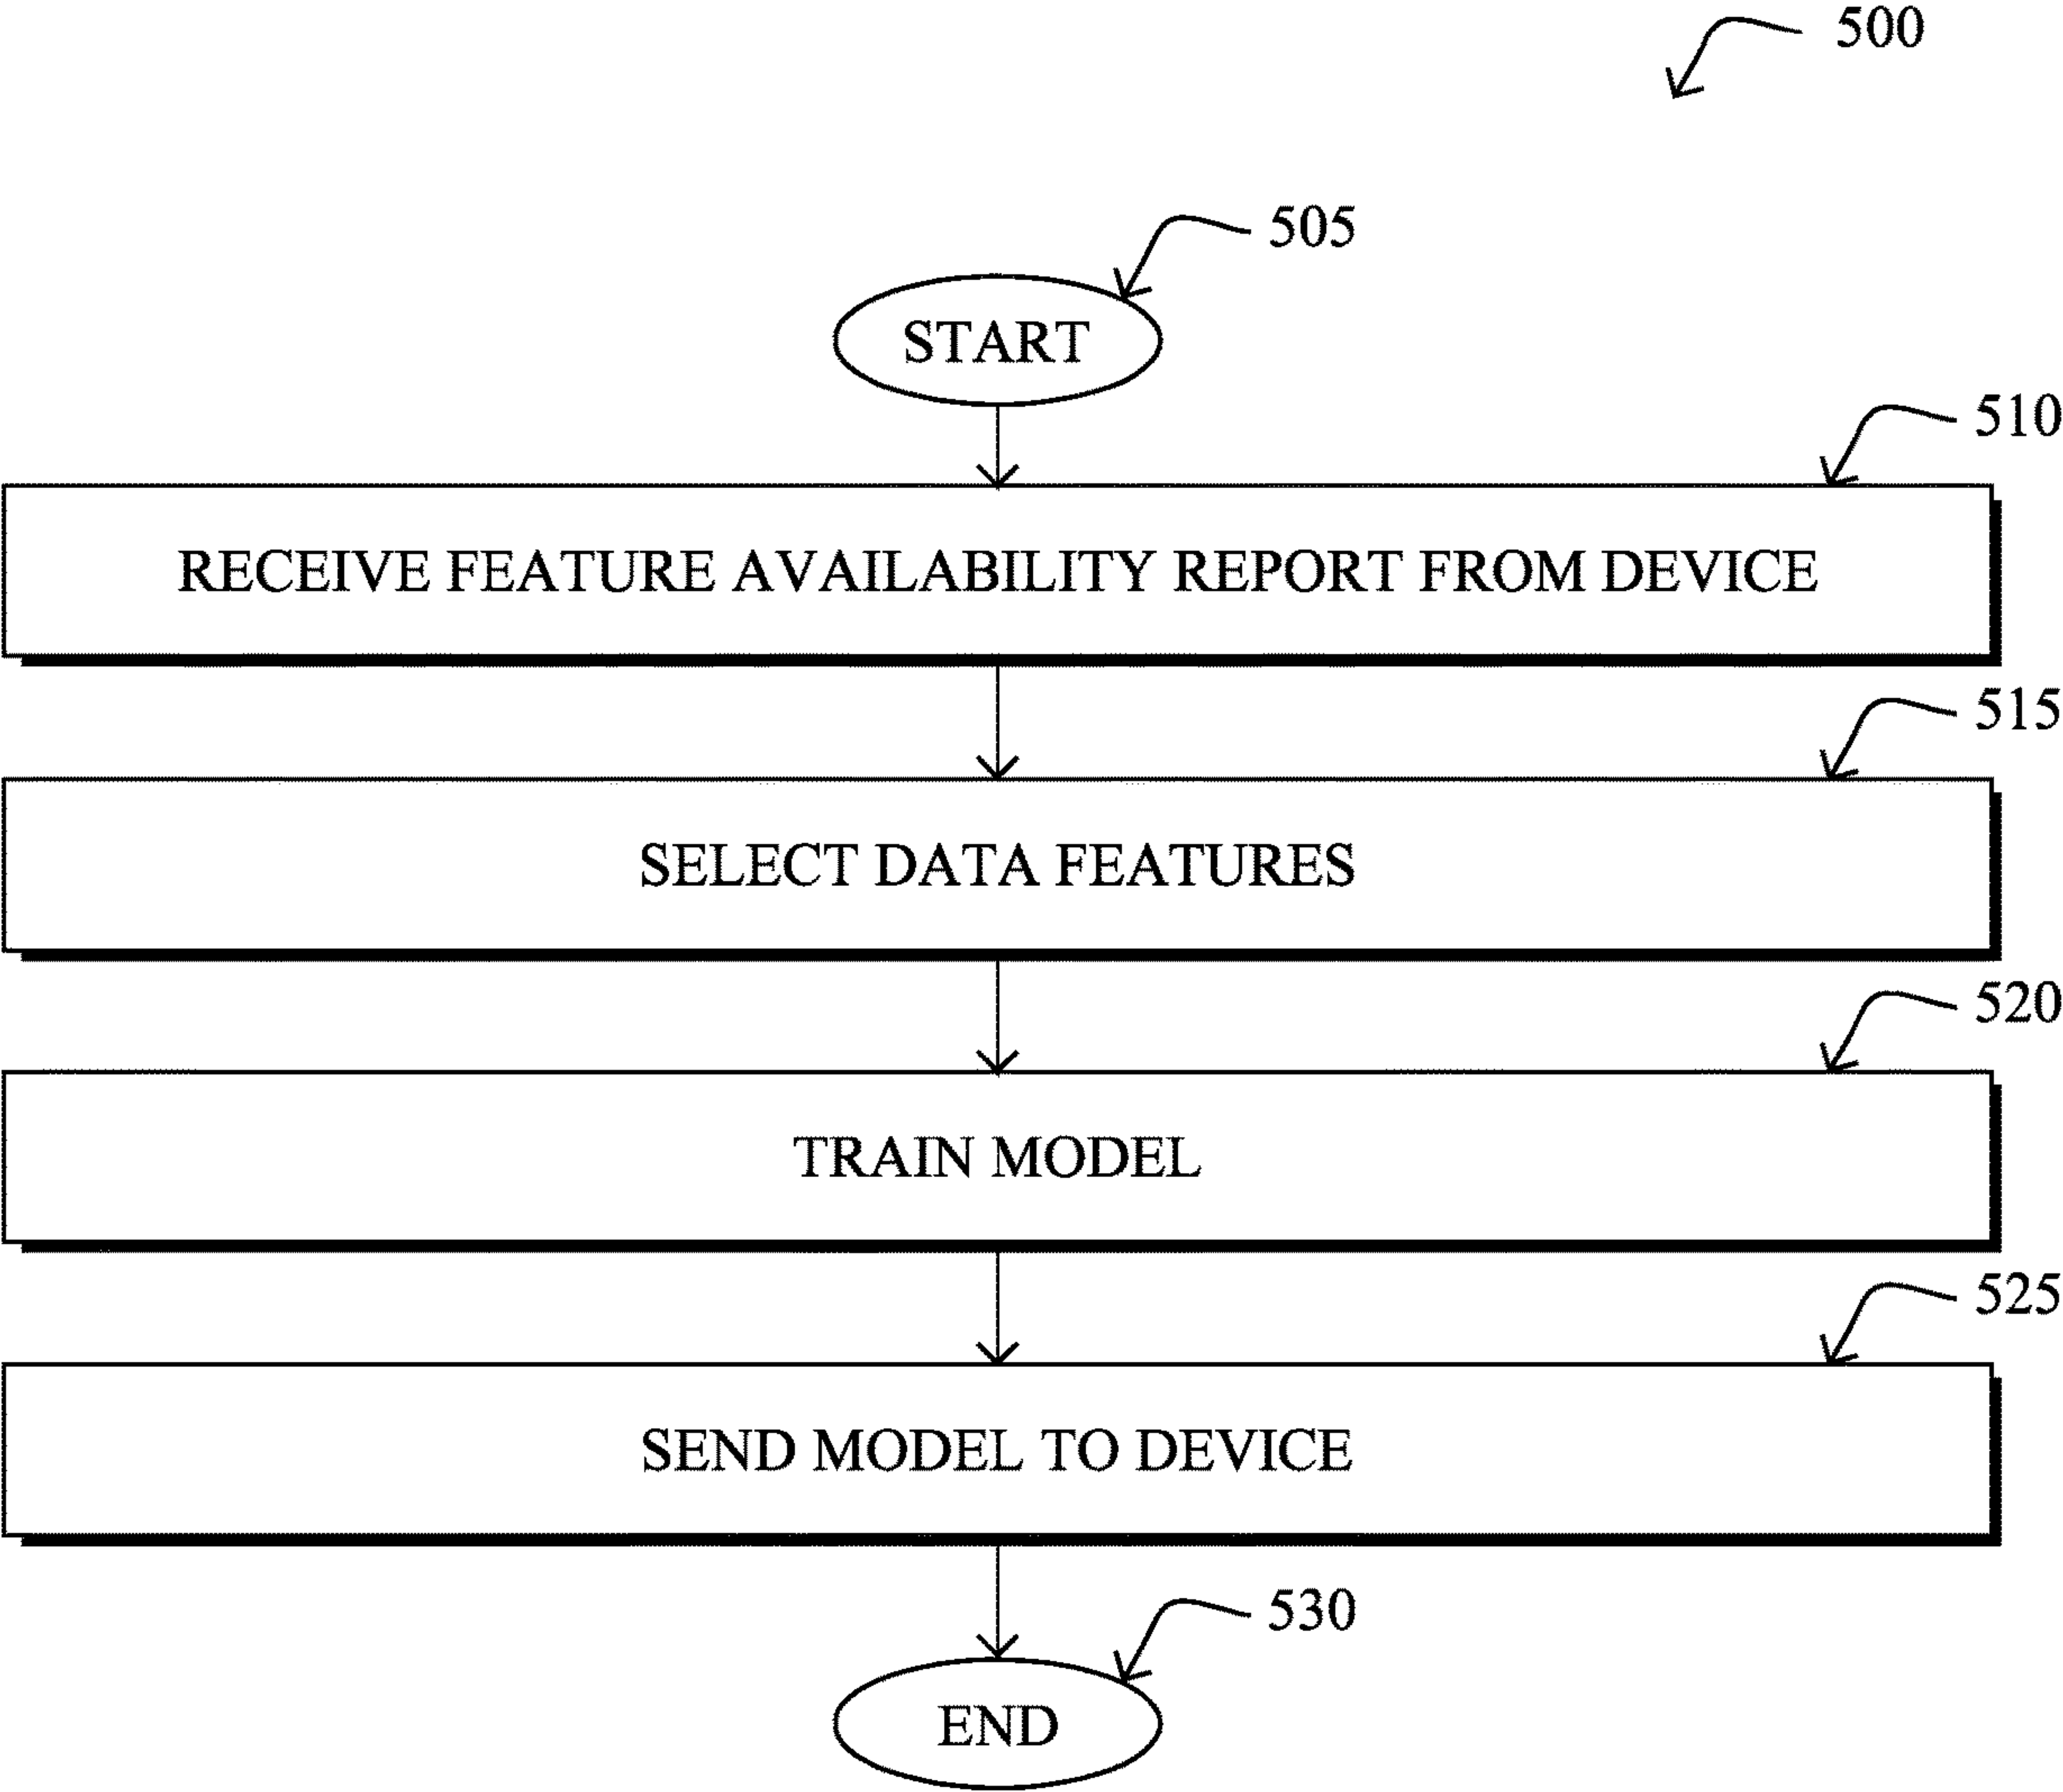 500
505
START
510
RECEIVE FEATURE AVAILABILITY REPORT FROM DEVICE
515
SELECT DATA FEATURES
520
TRAIN MODEL
525
SEND MODEL TO DEVICE
530
END